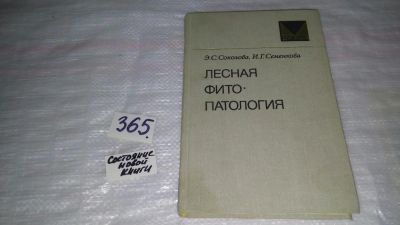 Э.С.Соколова, И.Г.Семенкова
ЛЕСНАЯ
ФИТО-
ПАТОЛОГИЯ
365.
Состояние
новой
книги